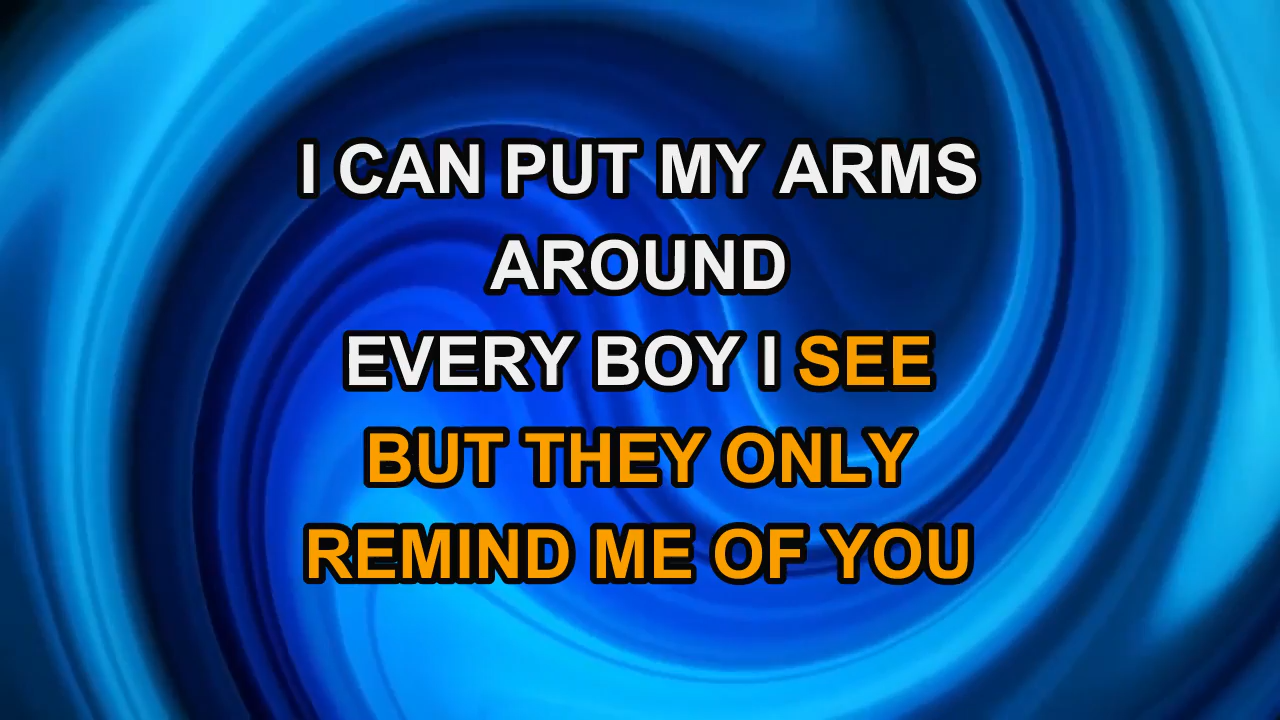 I CAN PUT MY ARMS
AROUND
EVERY BOY I SEE
BUT THEY ONLY
REMIND ME OF YOU